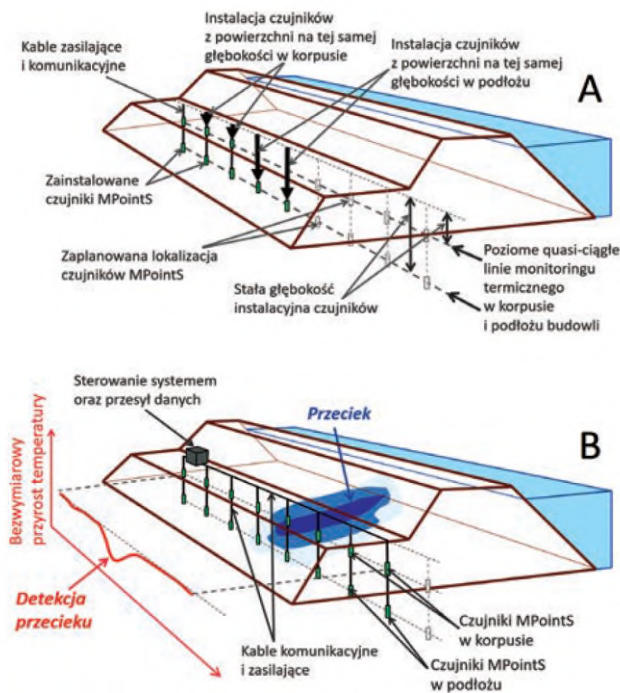 Kable zasilające
i komunikacyjne
Instalacja czujników
z powierzchni na tej samej
głębokości w korpusie
Instalacja czujników
z powierzchni na tej samej
głębokości w podłożu
A
Zainstalowane
czujniki MPointS
Zaplanowana lokalizacja
czujników MPointS
Stała głębokość
instalacyjna czujników
Poziome quasi-ciągłe
linie monitoringu
termicznego
w korpusie
i podłożu budowli
Sterowanie systemem
oraz przesył danych
Przeciek
B
Bezwymiarowy
przyrost temperatury
Detekcja
przecieku
Kable komunikacyjne
i zasilające
Czujniki MPointS
w korpusie
Czujniki MPointS
w podłożu